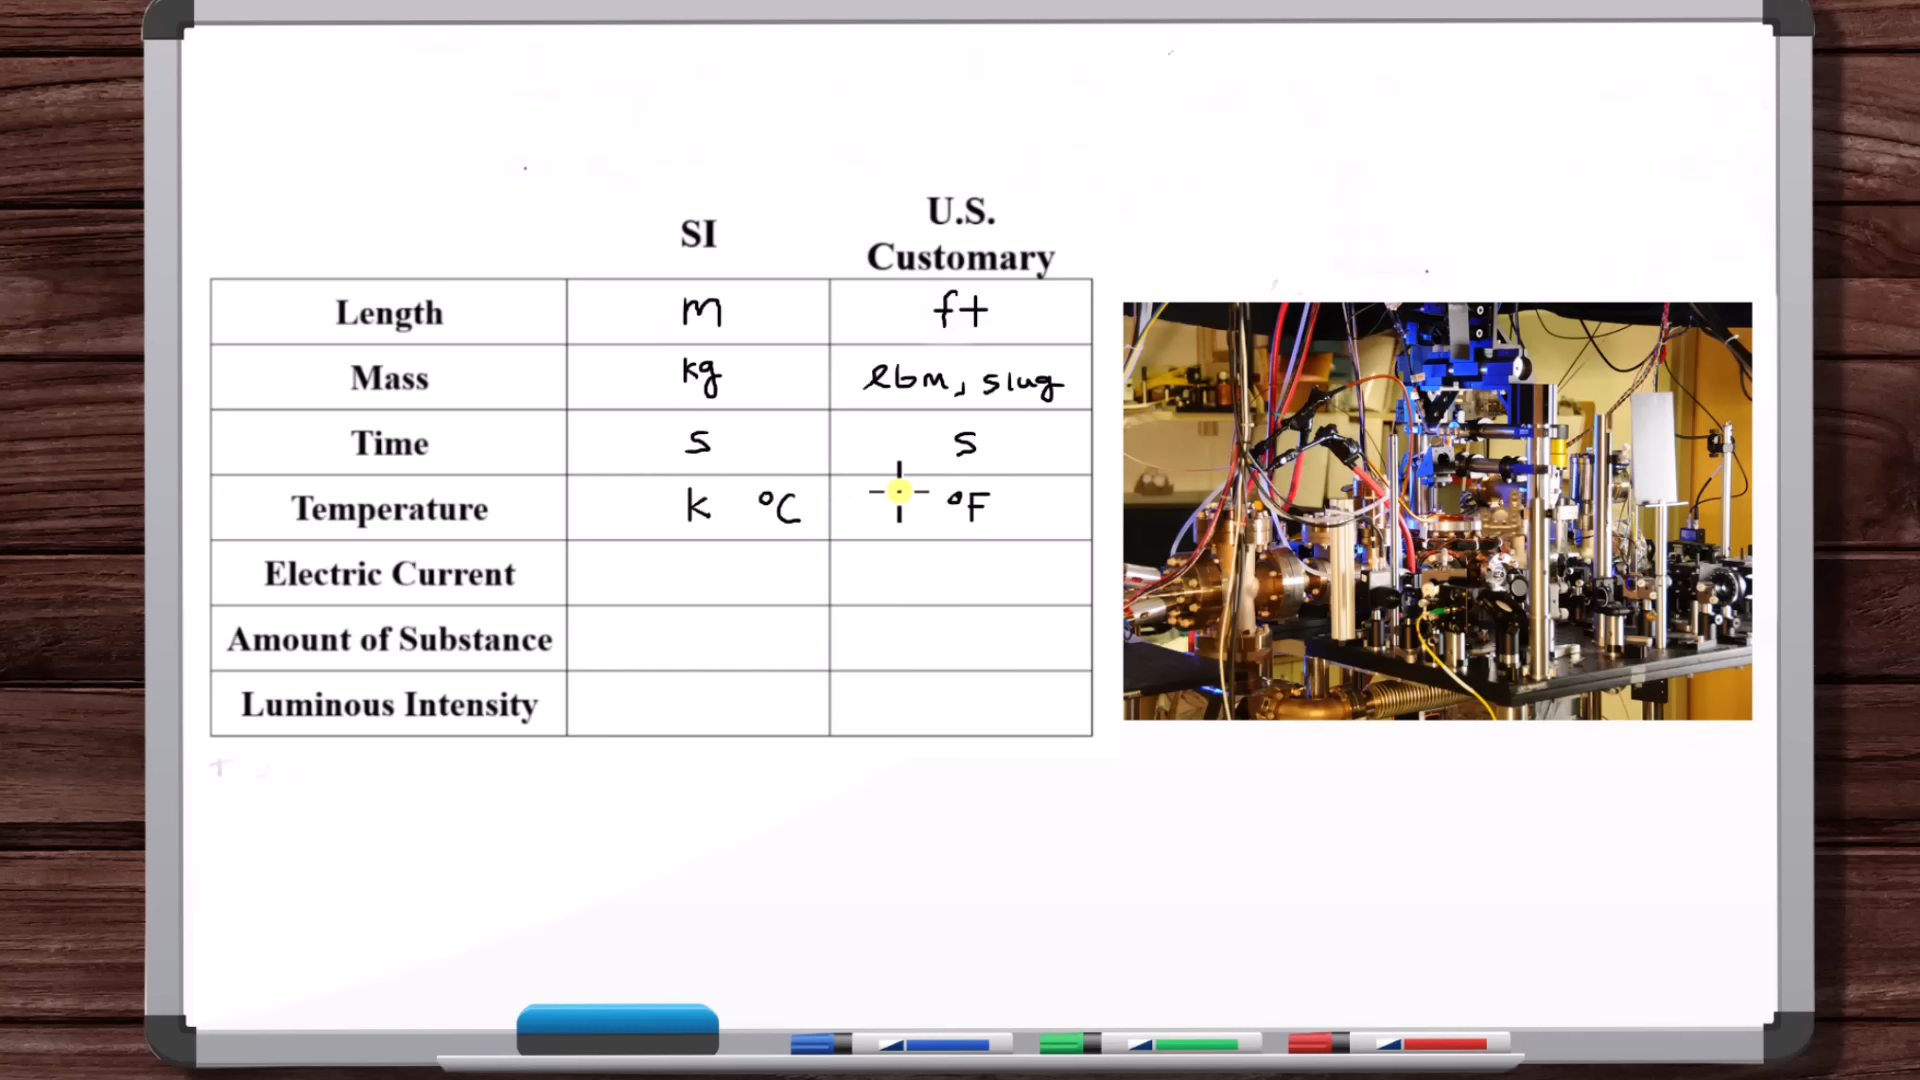 SI U.S. Customary
Length m ft
Mass kg lbm, slug
Time s s
Temperature k °C °F
Electric Current
Amount of Substance
Luminous Intensity